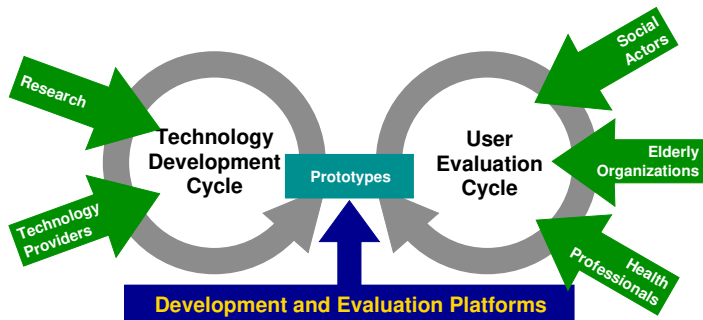 Research
Technology
Providers
Technology
Development
Cycle
Prototypes
User
Evaluation
Cycle
Social
Actors
Elderly
Organizations
Health
Professionals
Development and Evaluation Platforms